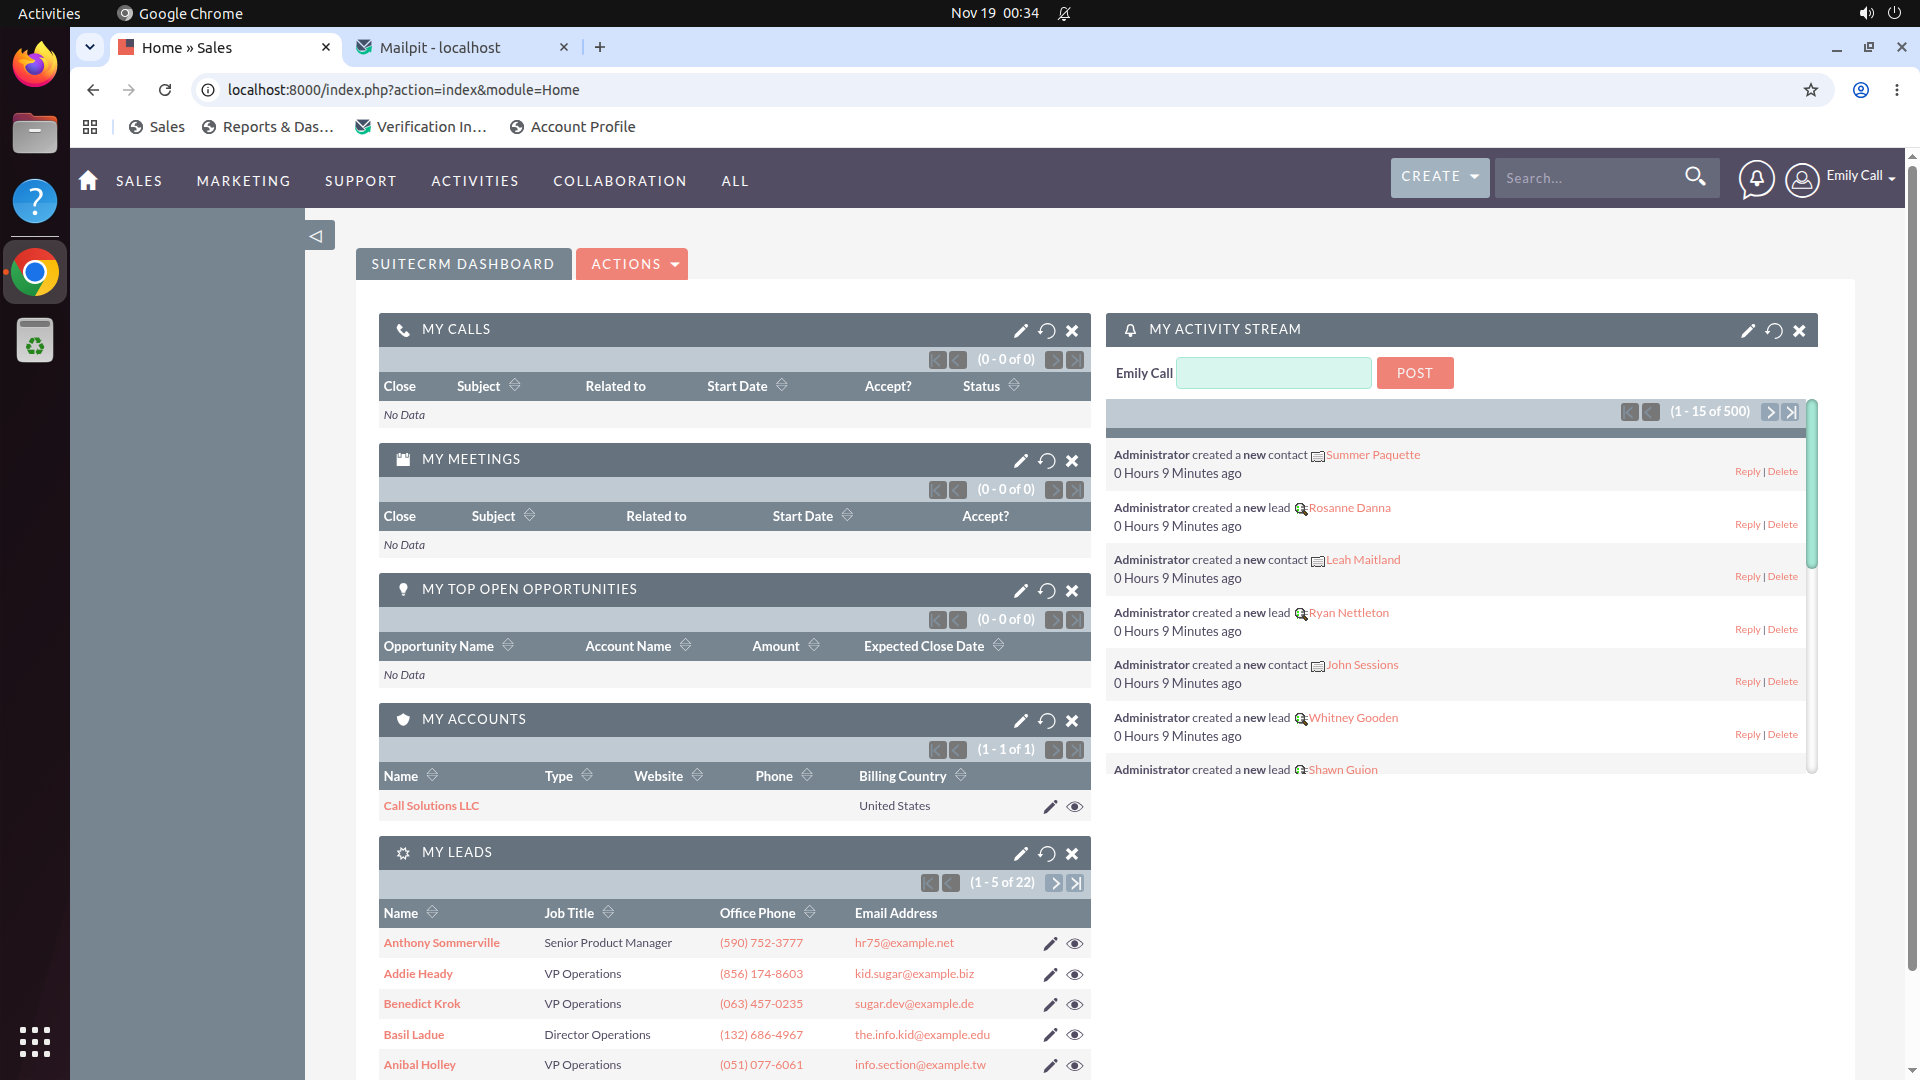 Activities
Google Chrome
Nov 19 00:34
Home » Sales
Mailpit - localhost
localhost:8000/index.php?action=index&module=Home
Sales
Reports & Das...
Verification In...
Account Profile
SALES
MARKETING
SUPPORT
ACTIVITIES
COLLABORATION
ALL
CREATE
Search...
Emily Call
SUITECRM DASHBOARD
ACTIONS
MY CALLS
(0 - 0 of 0)
Close Subject Related to Start Date Accept? Status
No Data
MY MEETINGS
(0 - 0 of 0)
Close Subject Related to Start Date Accept?
No Data
MY TOP OPEN OPPORTUNITIES
(0 - 0 of 0)
Opportunity Name Account Name Amount Expected Close Date
No Data
MY ACCOUNTS
(1 - 1 of 1)
Name Type Website Phone Billing Country
Call Solutions LLC United States
MY LEADS
(1 - 5 of 22)
Name Job Title Office Phone Email Address
Anthony Sommerville Senior Product Manager (590) 752-3777 hr75@example.net
Addie Heady VP Operations (856) 174-8603 kid.sugar@example.biz
Benedict Krok VP Operations (063) 457-0235 sugar.dev@example.de
Basil Ladue Director Operations (132) 686-4967 the.info.kid@example.edu
Anibal Holley VP Operations (051) 077-6061 info.section@example.tw
MY ACTIVITY STREAM
Emily Call POST
(1 - 15 of 500)
Administrator created a new contact Summer Paquette
0 Hours 9 Minutes ago Reply | Delete
Administrator created a new lead Rosanne Danna
0 Hours 9 Minutes ago Reply | Delete
Administrator created a new contact Leah Maitland
0 Hours 9 Minutes ago Reply | Delete
Administrator created a new lead Ryan Nettleton
0 Hours 9 Minutes ago Reply | Delete
Administrator created a new contact John Sessions
0 Hours 9 Minutes ago Reply | Delete
Administrator created a new lead Whitney Gooden
0 Hours 9 Minutes ago Reply | Delete
Administrator created a new lead Shawn Guion